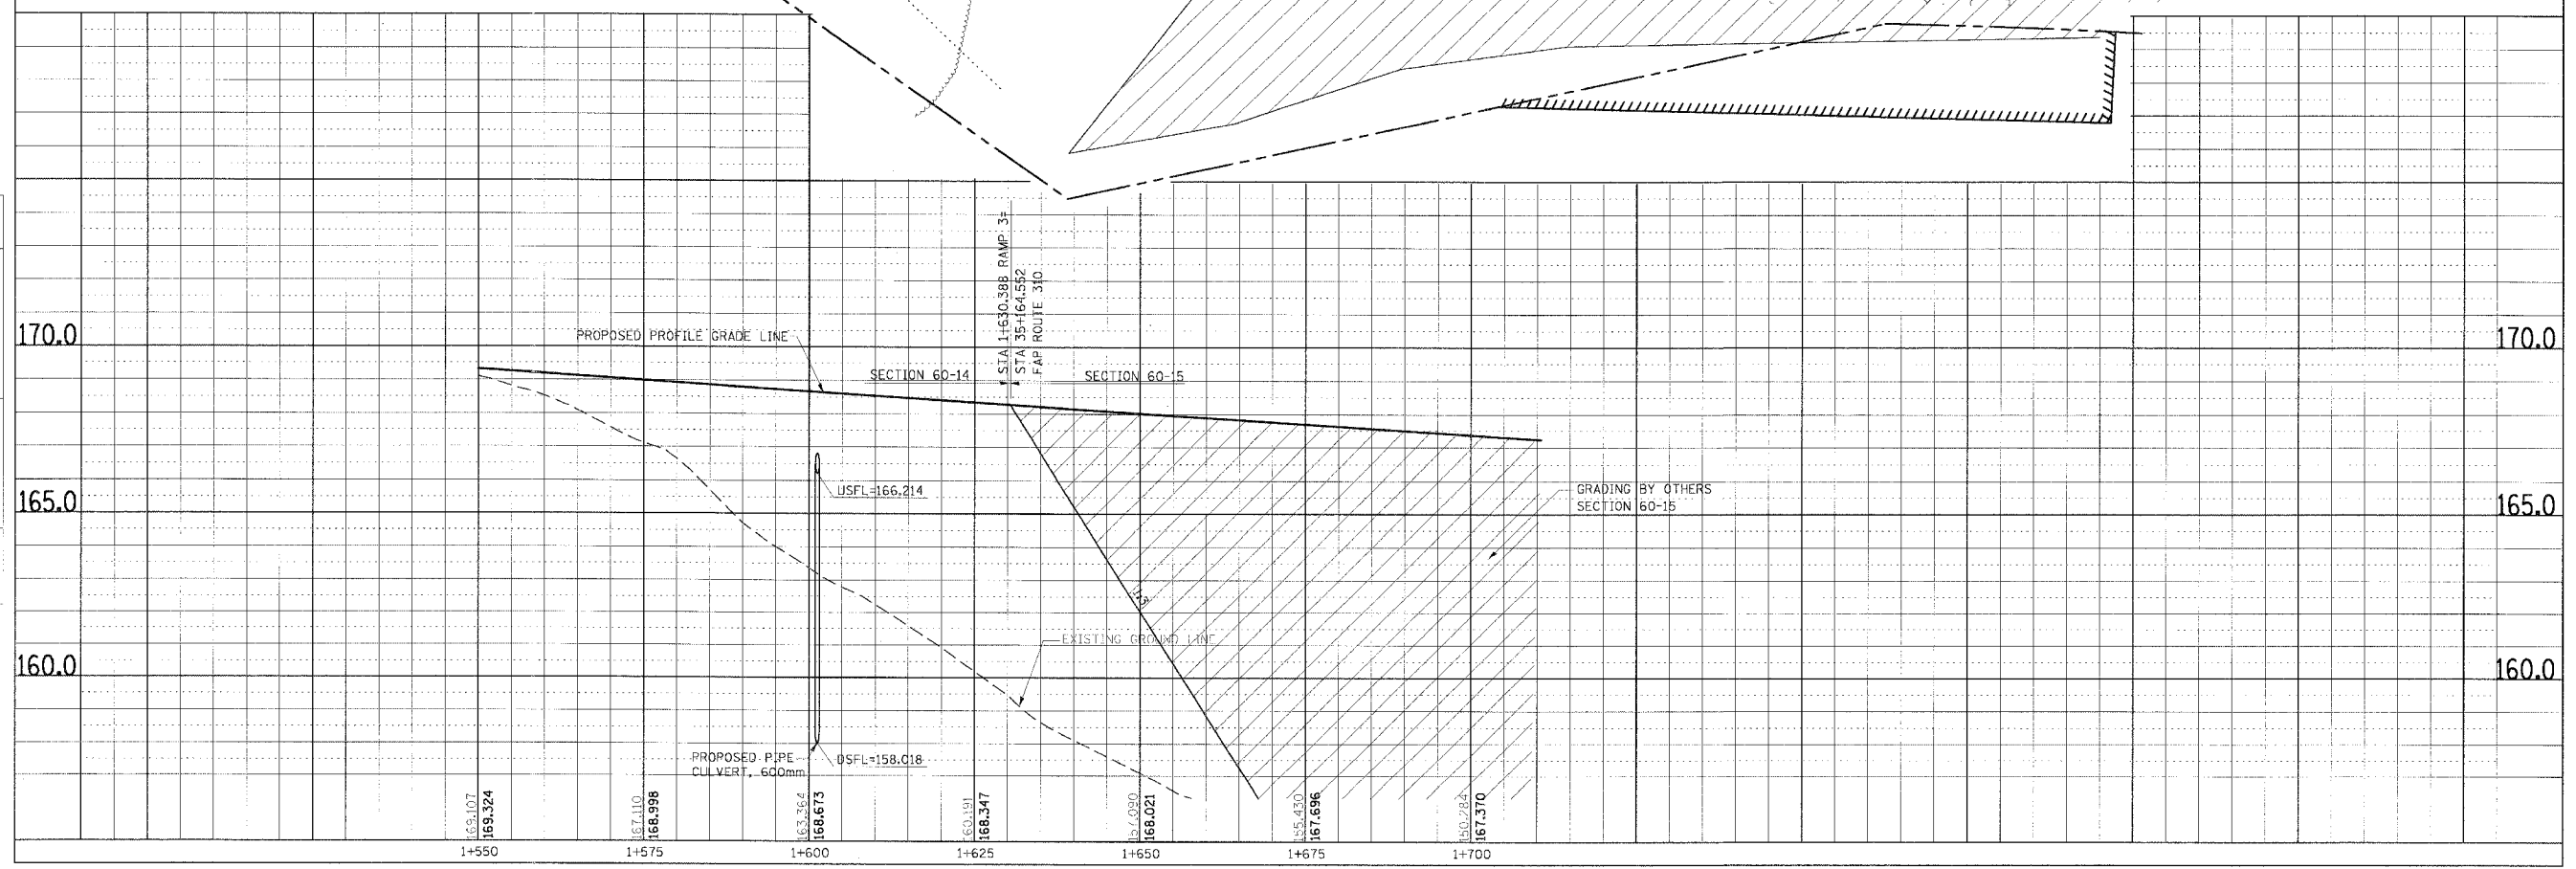 STA 1+630.388 RAMP 3=
STA 35+164.552
FAP ROUTE 310
170.0
170.0
PROPOSED PROFILE GRADE LINE
SECTION 60-14
SECTION 60-15
165.0
USFL=166.214
GRADING BY OTHERS
SECTION 60-15
165.0
1:3
EXISTING GROUND LINE
160.0
160.0
PROPOSED PIPE
CULVERT, 600mm
DSFL=158.018
169.107
169.324
167.110
168.998
163.364
168.673
160.191
168.347
157.090
168.021
155.430
167.696
150.284
167.370
1+550
1+575
1+600
1+625
1+650
1+675
1+700